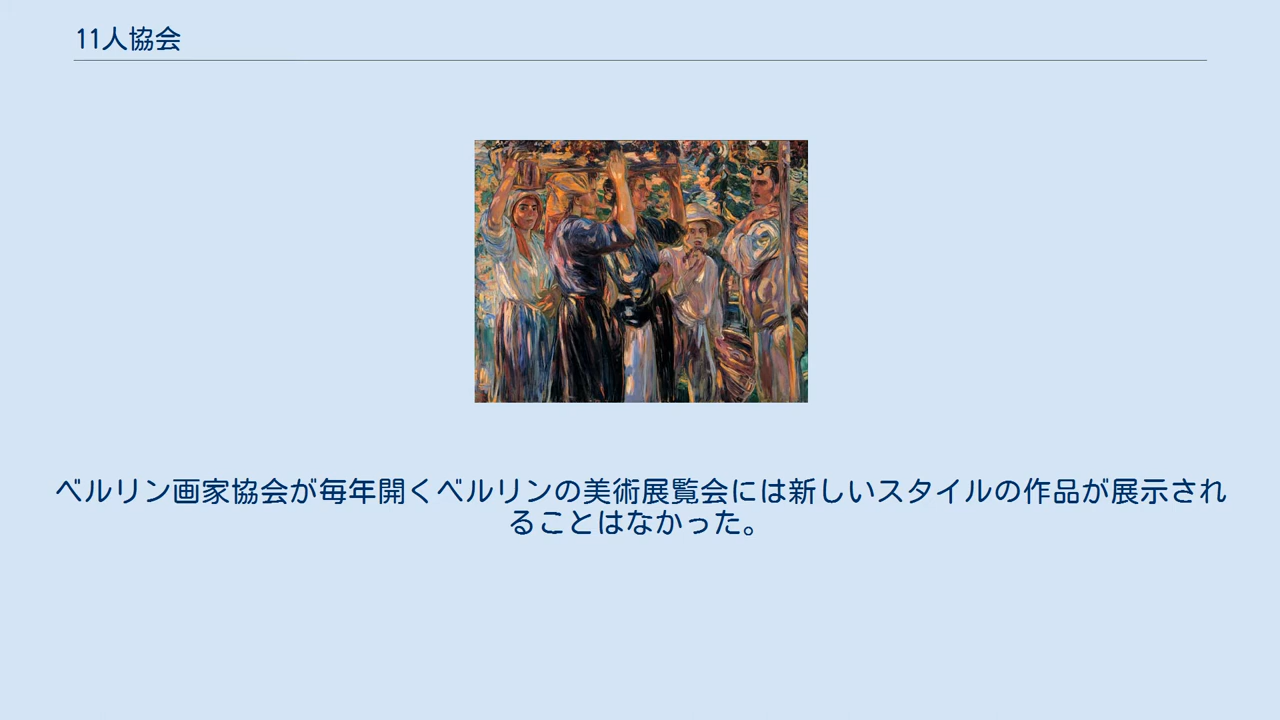 11人協会
ベルリン画家協会が毎年開くベルリンの美術展覧会には新しいスタイルの作品が展示され
ることはなかった。